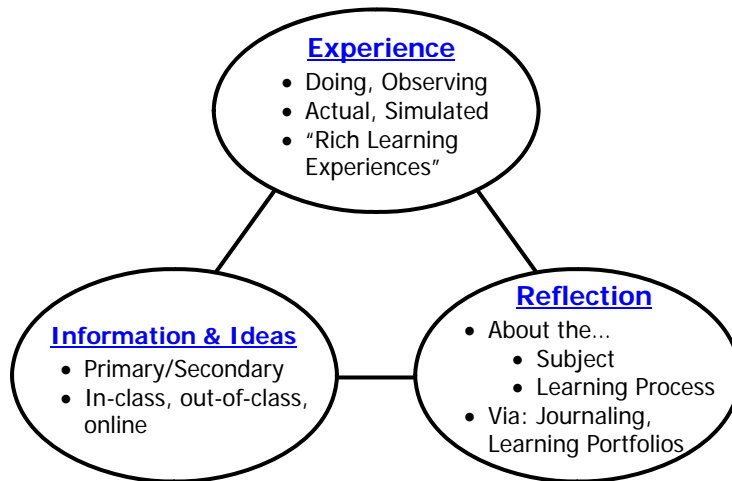 Experience
• Doing, Observing
• Actual, Simulated
• “Rich Learning
Experiences”
Information & Ideas
• Primary/Secondary
• In-class, out-of-class,
online
Reflection
• About the...
• Subject
• Learning Process
• Via: Journaling,
Learning Portfolios